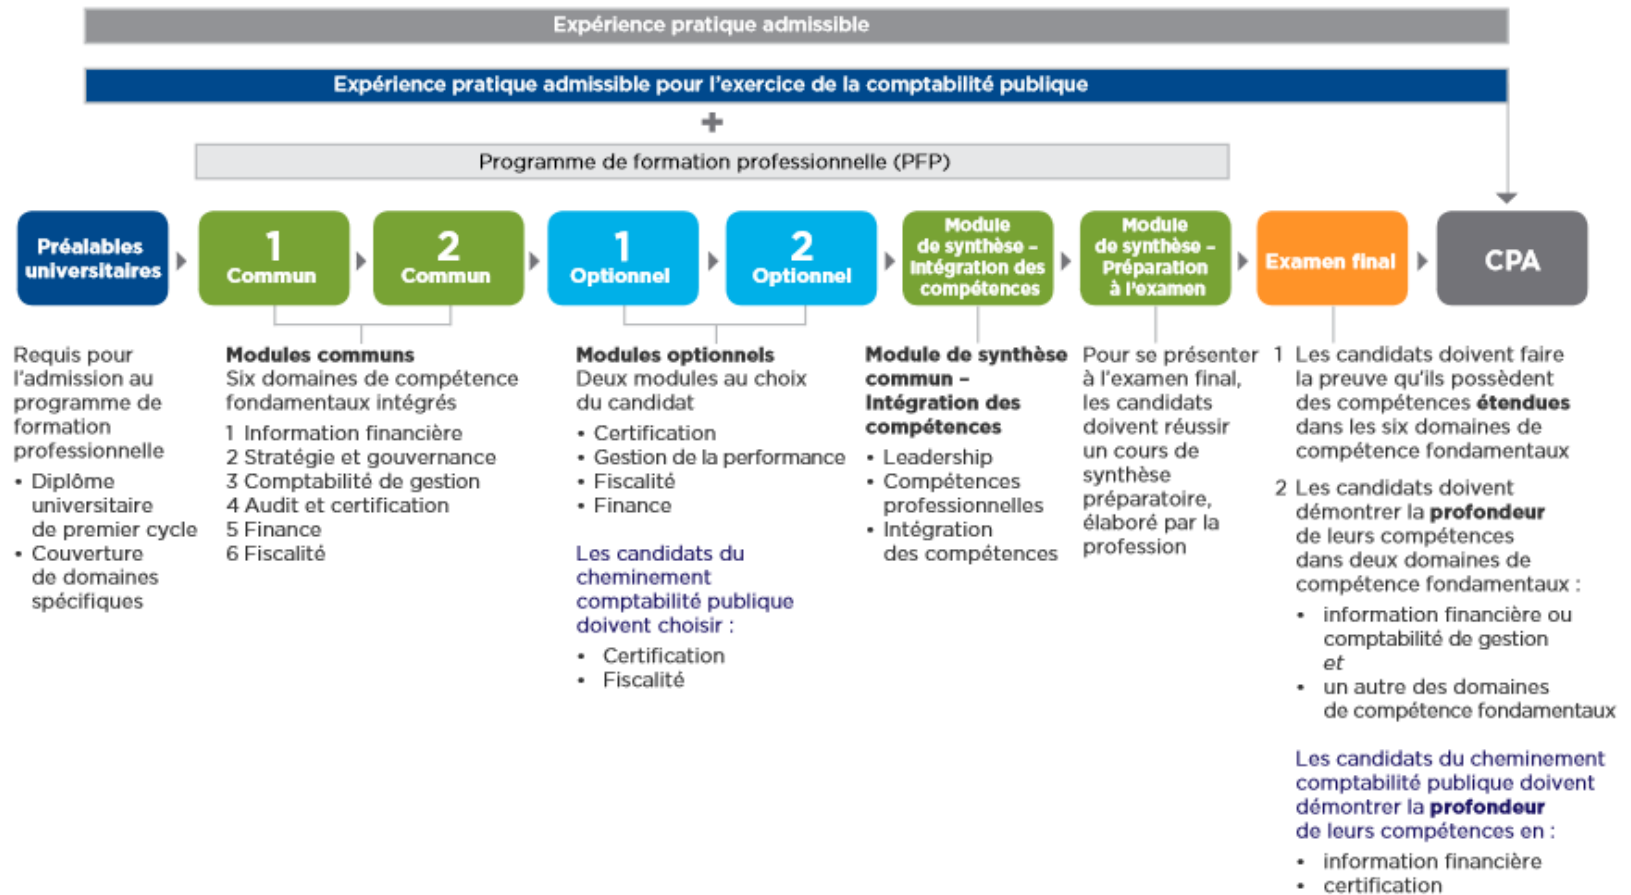 Expérience pratique admissible
Expérience pratique admissible pour l'exercice de la comptabilité publique
+
Programme de formation professionnelle (PFP)
Préalables
universitaires
1
Commun
2
Commun
1
Optionnel
2
Optionnel
Module
de synthèse –
Intégration des
compétences
Module
de synthèse –
Préparation
à l'examen
Examen final
CPA
Requis pour
l'admission au
programme de
formation
professionnelle
• Diplôme
universitaire
de premier cycle
• Couverture
de domaines
spécifiques
Modules communs
Six domaines de compétence
fondamentaux intégrés
1 Information financière
2 Stratégie et gouvernance
3 Comptabilité de gestion
4 Audit et certification
5 Finance
6 Fiscalité
Modules optionnels
Deux modules au choix
du candidat
• Certification
• Gestion de la performance
• Fiscalité
• Finance
Les candidats du
cheminement
comptabilité publique
doivent choisir :
• Certification
• Fiscalité
Module de synthèse
commun –
Intégration des
compétences
• Leadership
• Compétences
professionnelles
• Intégration
des compétences
Pour se présenter
à l'examen final,
les candidats
doivent réussir
un cours de
synthèse
préparatoire,
élaboré par la
profession
1 Les candidats doivent faire
la preuve qu'ils possèdent
des compétences étendues
dans les six domaines de
compétence fondamentaux
2 Les candidats doivent
démontrer la profondeur
de leurs compétences
dans deux domaines de
compétence fondamentaux :
• information financière ou
comptabilité de gestion
et
• un autre des domaines
de compétence fondamentaux
Les candidats du cheminement
comptabilité publique doivent
démontrer la profondeur
de leurs compétences en :
• information financière
• certification